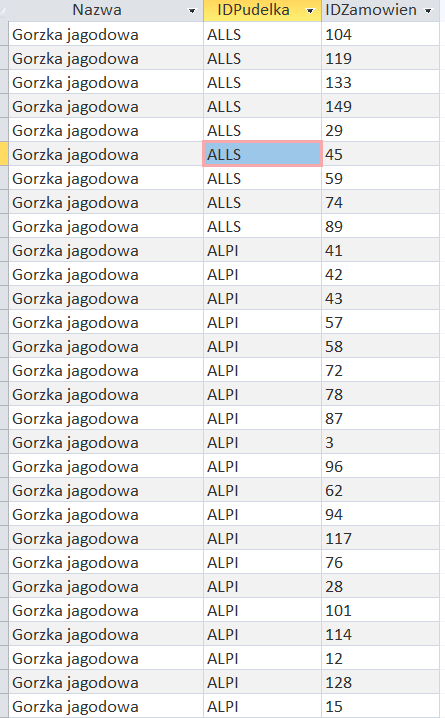 Nazwa IDPudelka IDZamowien
Gorzka jagodowa ALLS 104
Gorzka jagodowa ALLS 119
Gorzka jagodowa ALLS 133
Gorzka jagodowa ALLS 149
Gorzka jagodowa ALLS 29
Gorzka jagodowa ALLS 45
Gorzka jagodowa ALLS 59
Gorzka jagodowa ALLS 74
Gorzka jagodowa ALLS 89
Gorzka jagodowa ALPI 41
Gorzka jagodowa ALPI 42
Gorzka jagodowa ALPI 43
Gorzka jagodowa ALPI 57
Gorzka jagodowa ALPI 58
Gorzka jagodowa ALPI 72
Gorzka jagodowa ALPI 78
Gorzka jagodowa ALPI 87
Gorzka jagodowa ALPI 3
Gorzka jagodowa ALPI 96
Gorzka jagodowa ALPI 62
Gorzka jagodowa ALPI 94
Gorzka jagodowa ALPI 117
Gorzka jagodowa ALPI 76
Gorzka jagodowa ALPI 28
Gorzka jagodowa ALPI 101
Gorzka jagodowa ALPI 114
Gorzka jagodowa ALPI 12
Gorzka jagodowa ALPI 128
Gorzka jagodowa ALPI 15